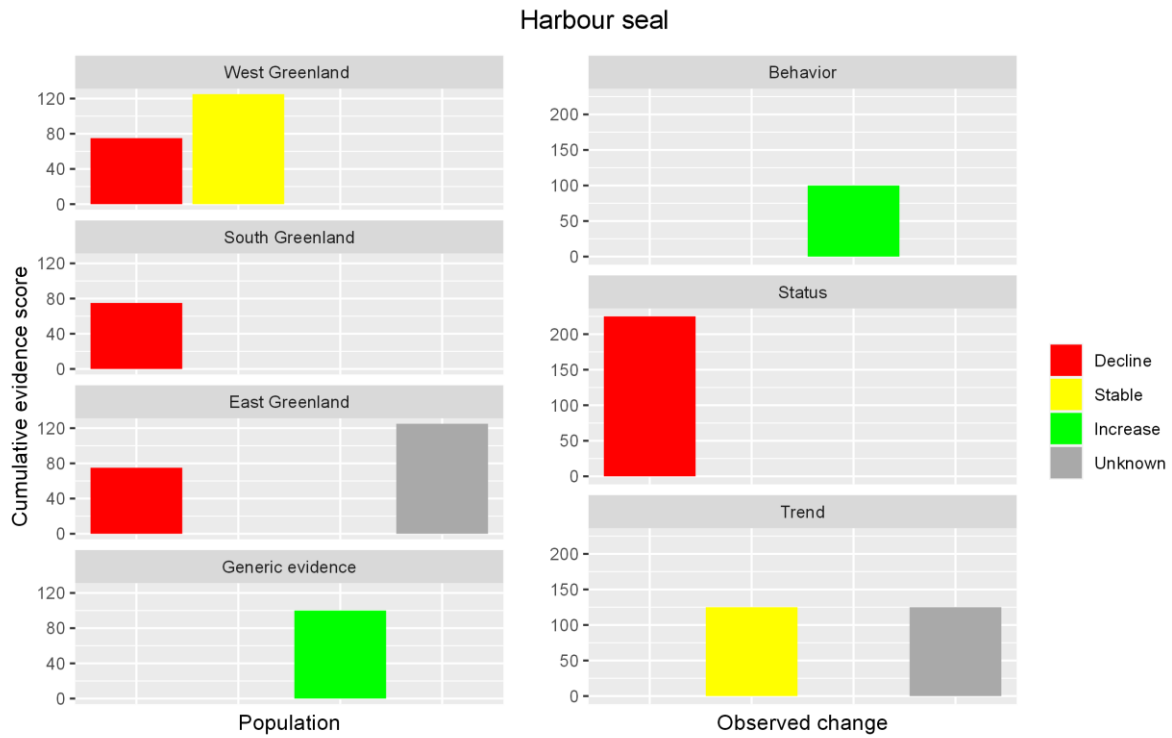 Harbour seal
Cumulative evidence score
West Greenland
120
80
40
0
South Greenland
120
80
40
0
East Greenland
120
80
40
0
Generic evidence
120
80
40
0
Population
Behavior
200
150
100
50
0
Status
200
150
100
50
0
Trend
200
150
100
50
0
Observed change
Decline
Stable
Increase
Unknown